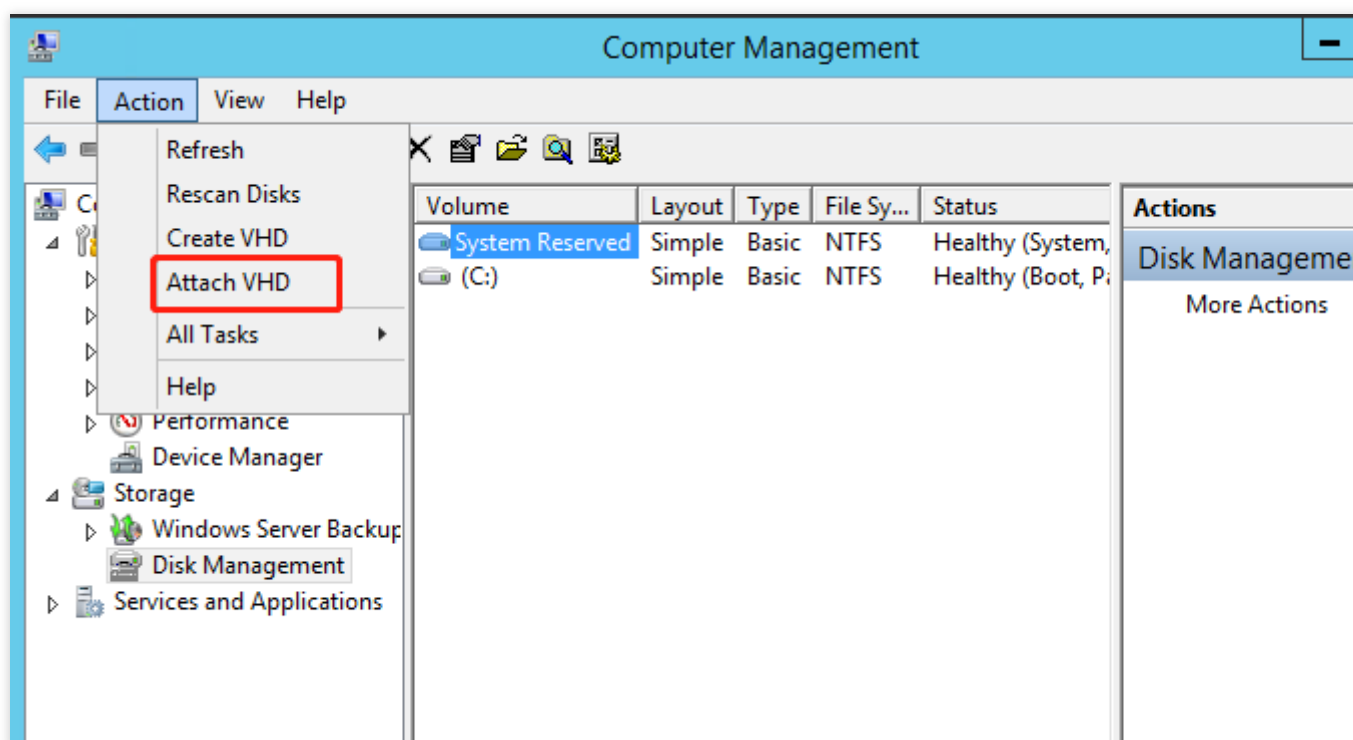 Computer Management
File Action View Help
Refresh
Rescan Disks
Create VHD
Attach VHD
All Tasks
Help
Performance
Device Manager
Storage
Windows Server Backup
Disk Management
Services and Applications
Volume Layout Type File Sy... Status
System Reserved Simple Basic NTFS Healthy (System,
(C:) Simple Basic NTFS Healthy (Boot,
Actions
Disk Manageme
More Actions